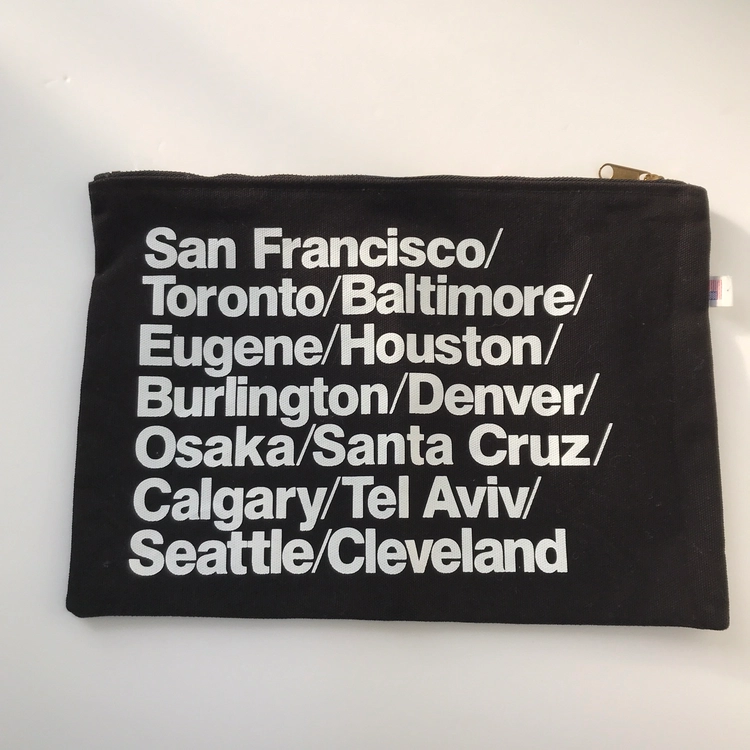 San Francisco/
Toronto/Baltimore/
Eugene/Houston/
Burlington/Denver/
Osaka/Santa Cruz/
Calgary/Tel Aviv/
Seattle/Cleveland